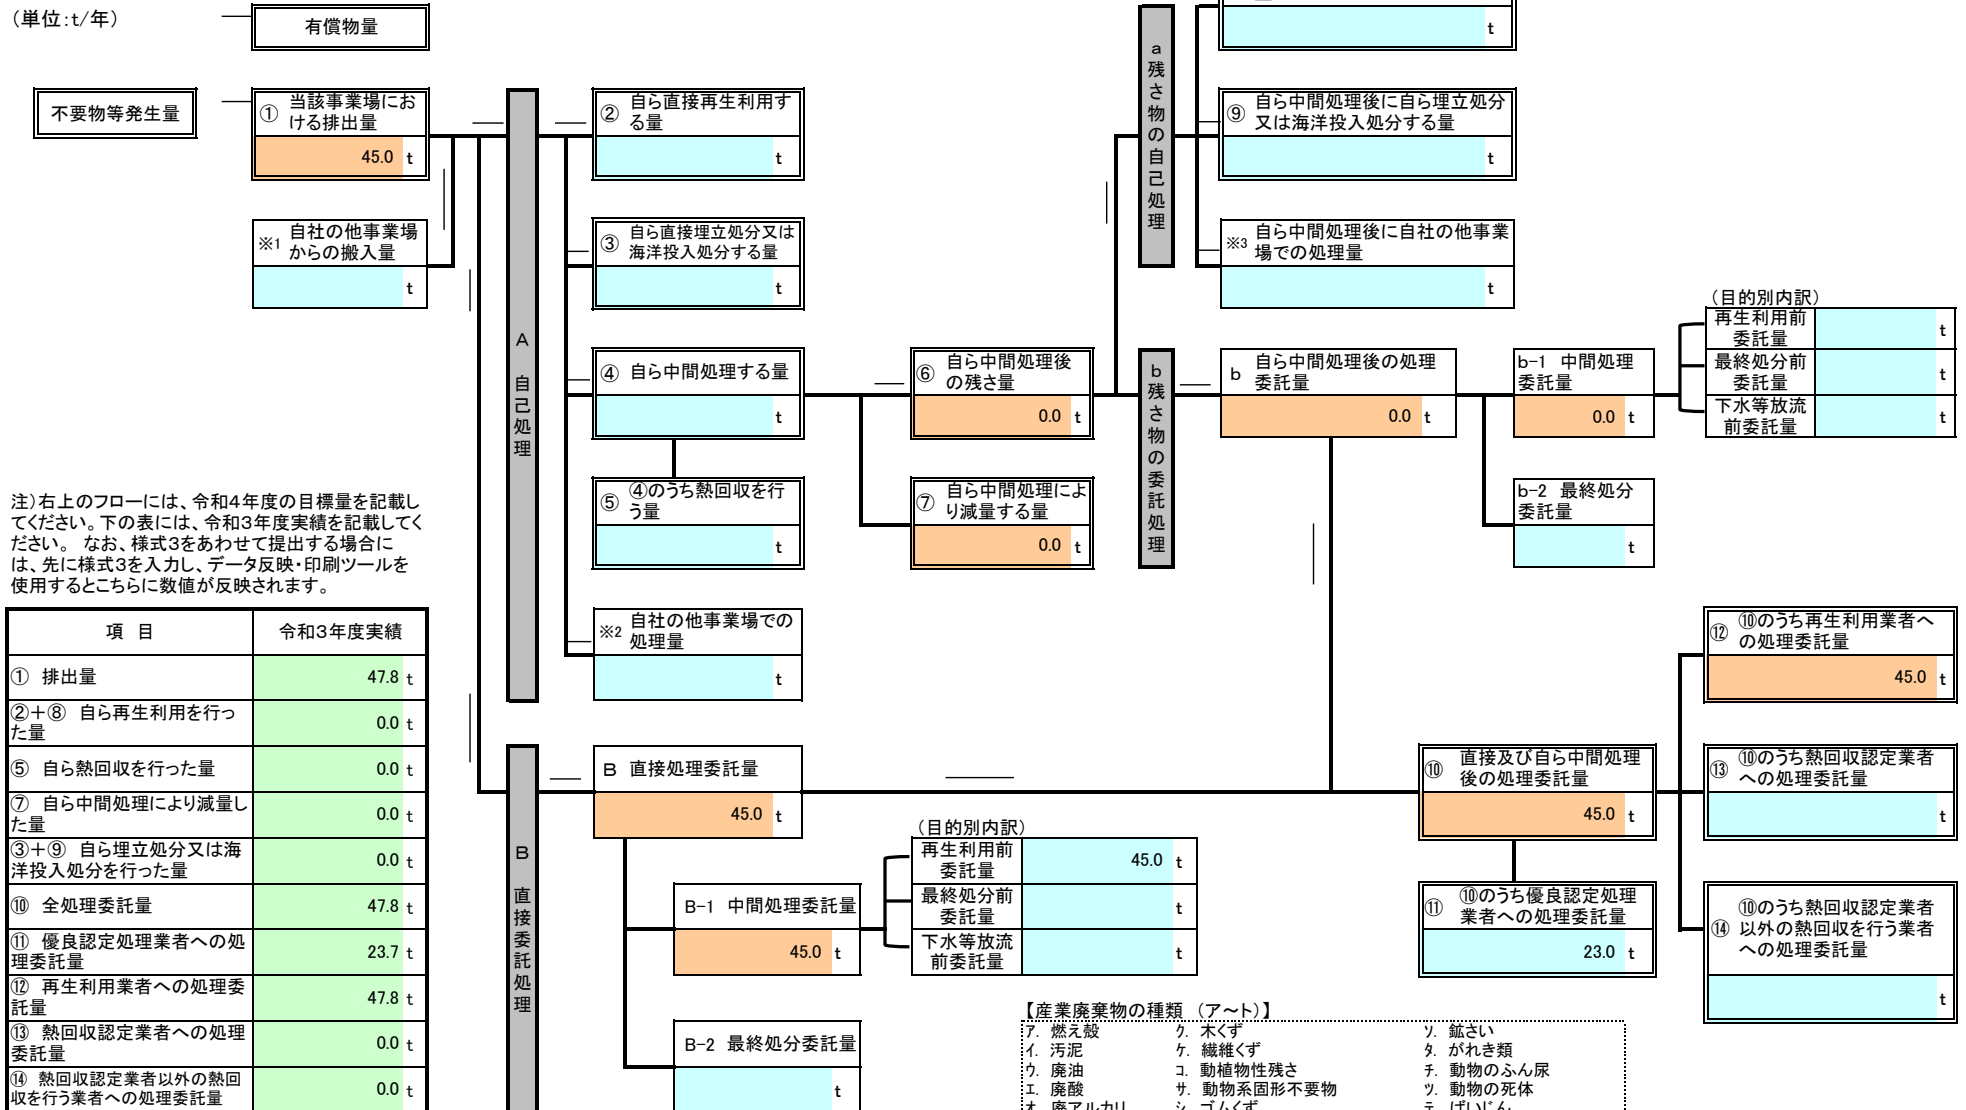 （単位：t/年）
有償物量
t
不要物等発生量
① 当該事業場にお
ける排出量
45.0 t
※1 自社の他事業場
からの搬入量
t
A 自己処理
② 自ら直接再生利用す
る量
t
③ 自ら直接埋立処分又は
海洋投入処分する量
t
④ 自ら中間処理する量
t
⑤ ④のうち熱回収を行
う量
t
※2 自社の他事業場での
処理量
t
⑥ 自ら中間処理後
の残さ量
0.0 t
⑦ 自ら中間処理によ
り減量する量
0.0 t
a 残さ物の自己処理
⑨ 自ら中間処理後に自ら埋立処分
又は海洋投入処分する量
t
※3 自ら中間処理後に自社の他事業
場での処理量
t
b 残さ物の委託処理
b 自ら中間処理後の処理
委託量
0.0 t
b-1 中間処理
委託量
0.0 t
b-2 最終処分
委託量
t
（目的別内訳）
再生利用前
委託量
t
最終処分前
委託量
t
下水等放流
前委託量
t
注）右上のフローには、令和４年度の目標量を記載し
てください。下の表には、令和３年度実績を記載してく
ださい。 なお、様式３をあわせて提出する場合に
は、先に様式３を入力し、データ反映・印刷ツールを
使用するとこちらに数値が反映されます。
項 目 令和３年度実績
① 排出量 47.8 t
②＋⑧ 自ら再生利用を行っ
た量 0.0 t
⑤ 自ら熱回収を行った量 0.0 t
⑦ 自ら中間処理により減量し
た量 0.0 t
③＋⑨ 自ら埋立処分又は海
洋投入処分を行った量 0.0 t
⑩ 全処理委託量 47.8 t
⑪ 優良認定処理業者への処
理委託量 23.7 t
⑫ 再生利用業者への処理委
託量 47.8 t
⑬ 熱回収認定業者への処理
委託量 0.0 t
⑭ 熱回収認定業者以外の熱回
収を行う業者への処理委託量 0.0 t
B 直接委託処理
B 直接処理委託量
45.0 t
B-1 中間処理委託量
45.0 t
B-2 最終処分委託量
t
（目的別内訳）
再生利用前
委託量
45.0 t
最終処分前
委託量
t
下水等放流
前委託量
t
⑩ 直接及び自ら中間処理
後の処理委託量
45.0 t
⑪ ⑩のうち優良認定処理
業者への処理委託量
23.0 t
⑫ ⑩のうち再生利用業者へ
の処理委託量
45.0 t
⑬ ⑩のうち熱回収認定業者
への処理委託量
t
⑭ ⑩のうち熱回収認定業者
以外の熱回収を行う業者
への処理委託量
t
【産業廃棄物の種類 （ア～ト）】
ア. 燃え殻 ク. 木くず ソ. 鉱さい
イ. 汚泥 ケ. 繊維くず タ. がれき類
ウ. 廃油 コ. 動植物性残さ チ. 動物のふん尿
エ. 廃酸 サ. 動物系固形不要物 ツ. 動物の死体
オ. 廃アルカリ シ. ゴムくず テ. ばいじん